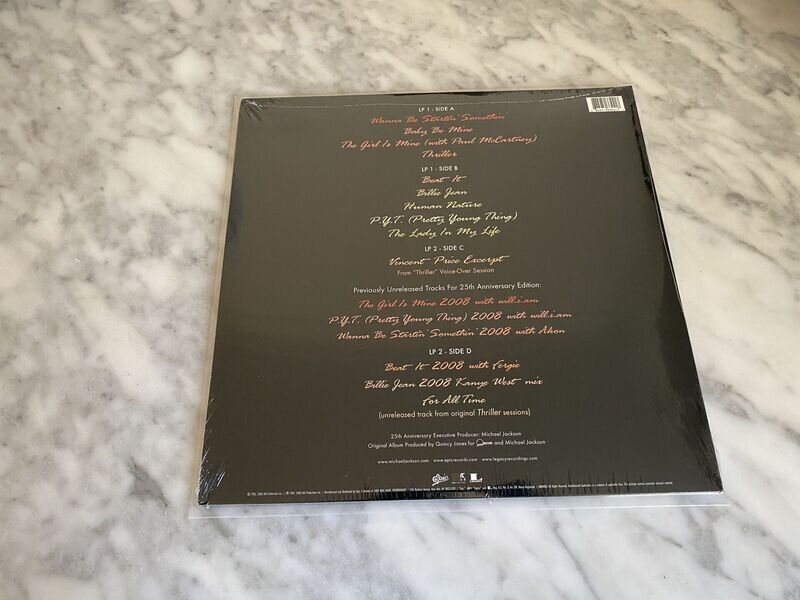 LP 1 - SIDE A
Wanna Be Startin' Somethin'
Baby Be Mine
The Girl Is Mine (with Paul McCartney)
Thriller
LP 1 - SIDE B
Beat It
Billie Jean
Human Nature
P.Y.T. (Pretty Young Thing)
The Lady In My Life
LP 2 - SIDE C
Vincent Price Excerpt
From "Thriller" Voice-Over Session
Previously Unreleased Tracks For 25th Anniversary Edition:
The Girl Is Mine 2008 with will.i.am
P.Y.T. (Pretty Young Thing) 2008 with will.i.am
Wanna Be Startin' Somethin' 2008 with Akon
LP 2 - SIDE D
Beat It 2008 with Fergie
Billie Jean 2008 Kanye West mix
For All Time
(unreleased track from original Thriller sessions)
25th Anniversary Executive Producer: Michael Jackson
Original Album Produced by Quincy Jones for and Michael Jackson
www.michaeljackson.com www.epicrecords.com www.legacyrecordings.com
Epic